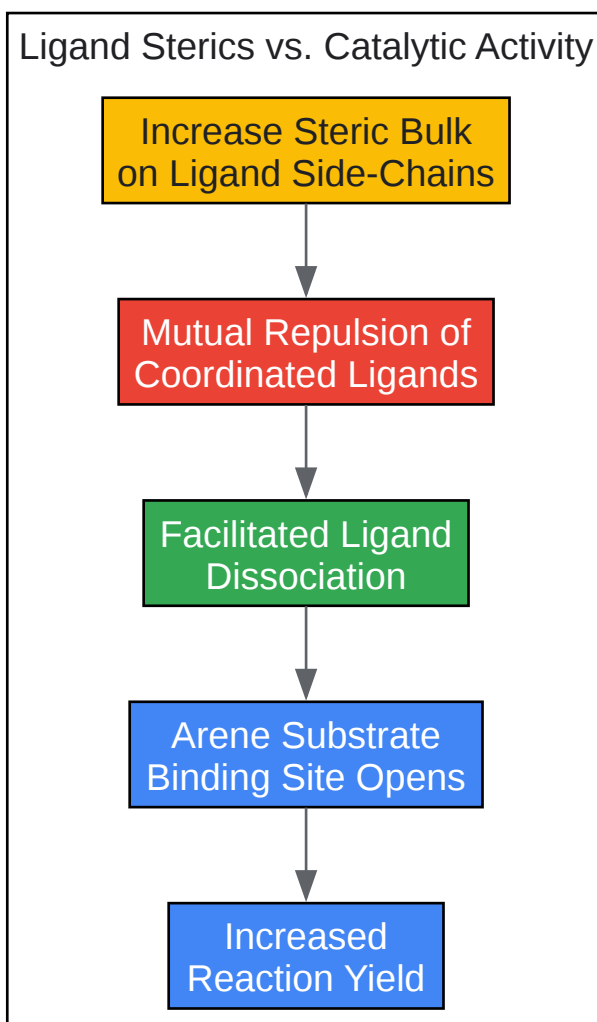 Ligand Sterics vs. Catalytic Activity
Increase Steric Bulk
on Ligand Side-Chains
Mutual Repulsion of
Coordinated Ligands
Facilitated Ligand
Dissociation
Arene Substrate
Binding Site Opens
Increased
Reaction Yield